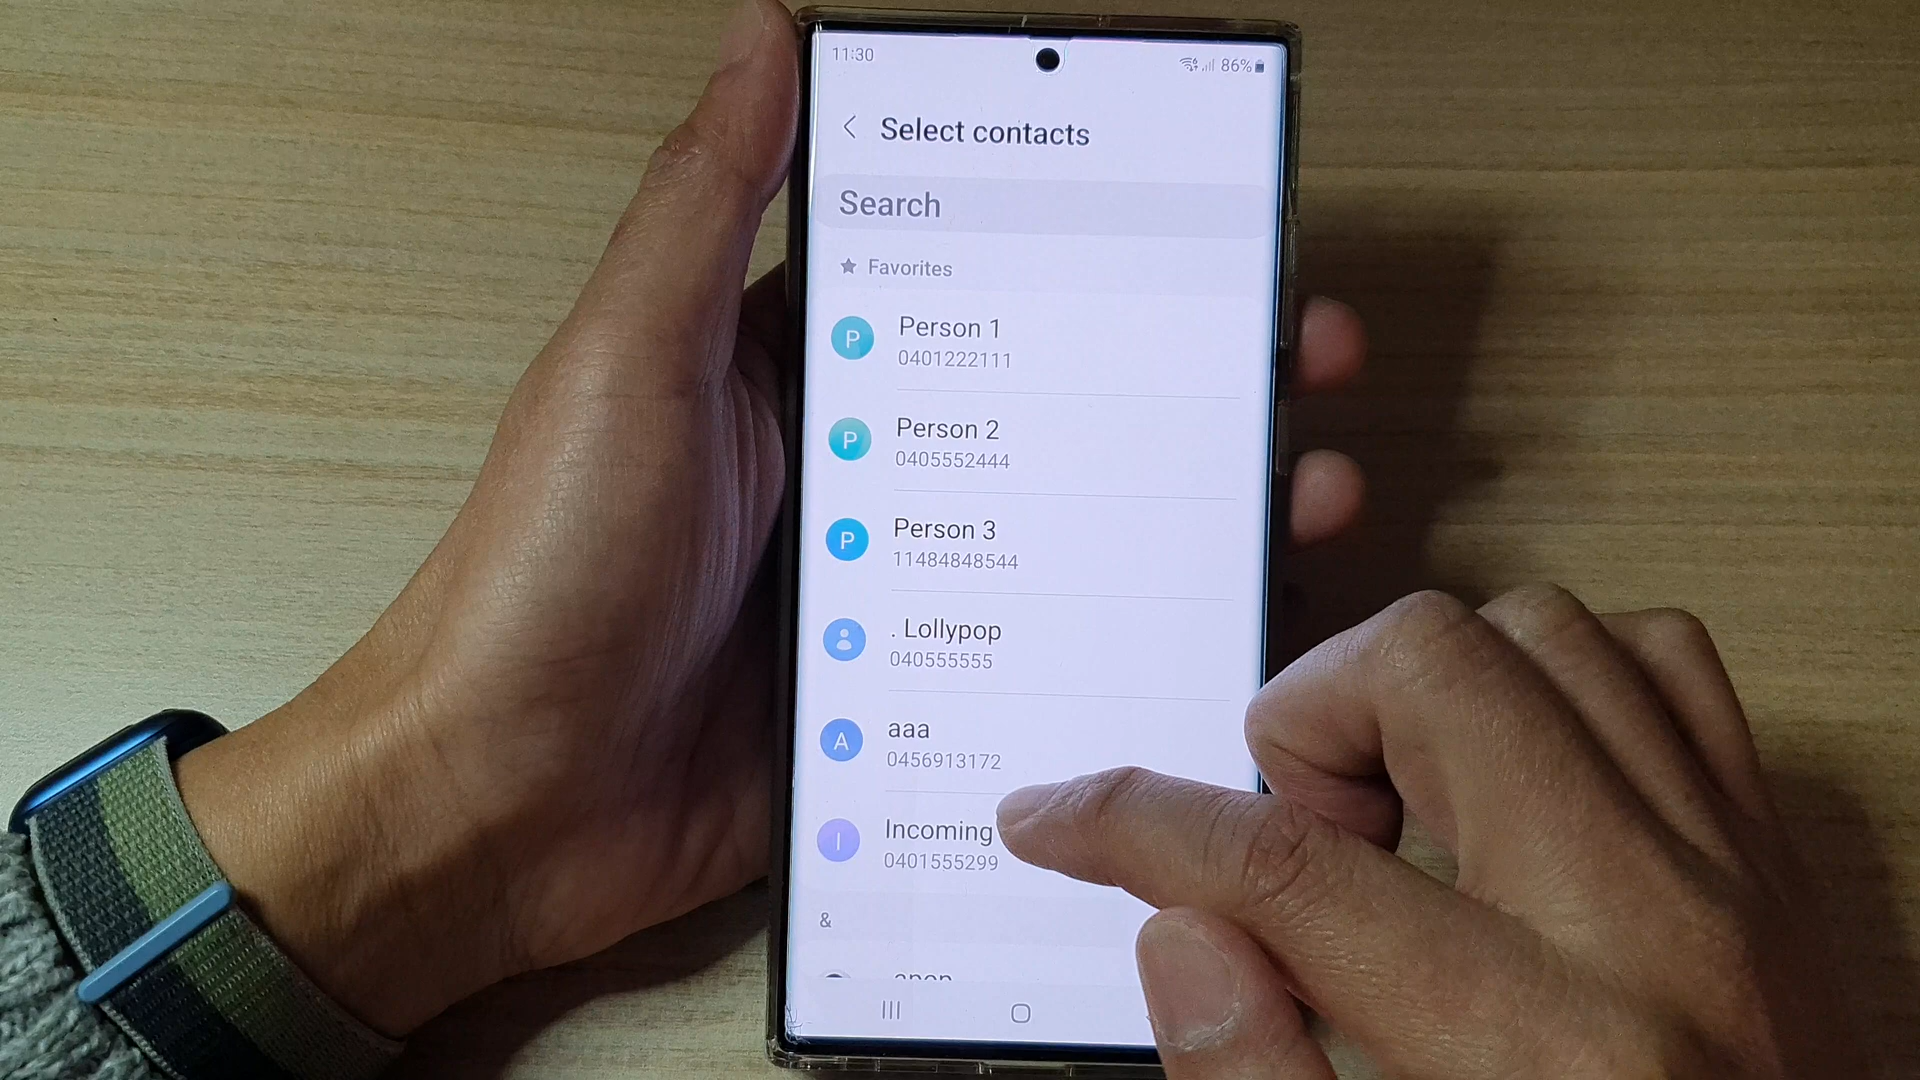 11:30
86%
Select contacts
Search
Favorites
P
Person 1
0401222111
P
Person 2
0405552444
P
Person 3
11484848544
. Lollypop
040555555
A
aaa
0456913172
I
Incoming
0401555299
&